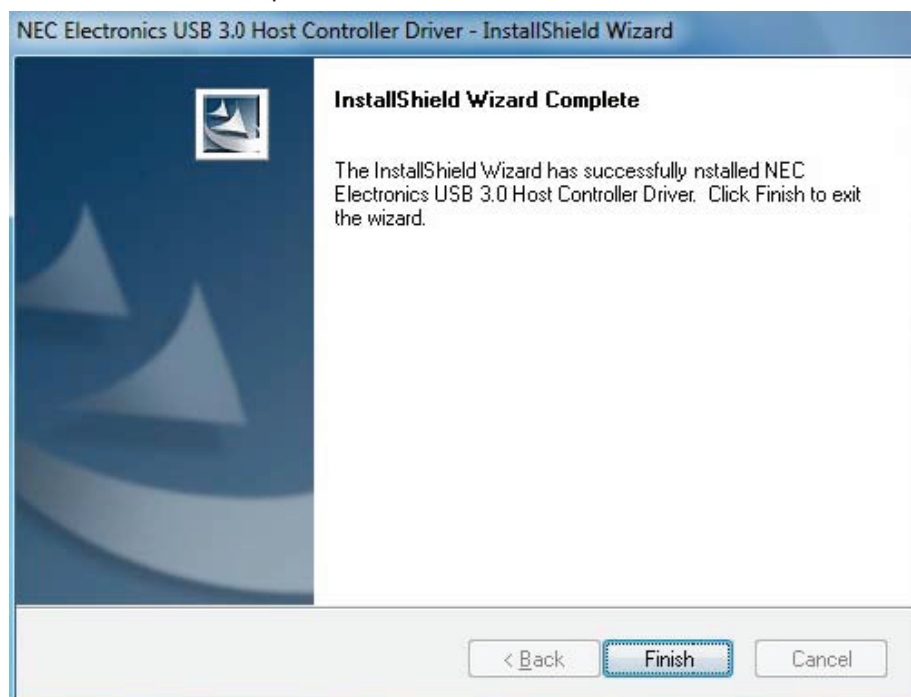 NEC Electronics USB 3.0 Host Controller Driver - InstallShield Wizard
InstallShield Wizard Complete
The InstallShield Wizard has successfully nstalled NEC
Electronics USB 3.0 Host Controller Driver. Click Finish to exit
the wizard.
< Back Finish Cancel